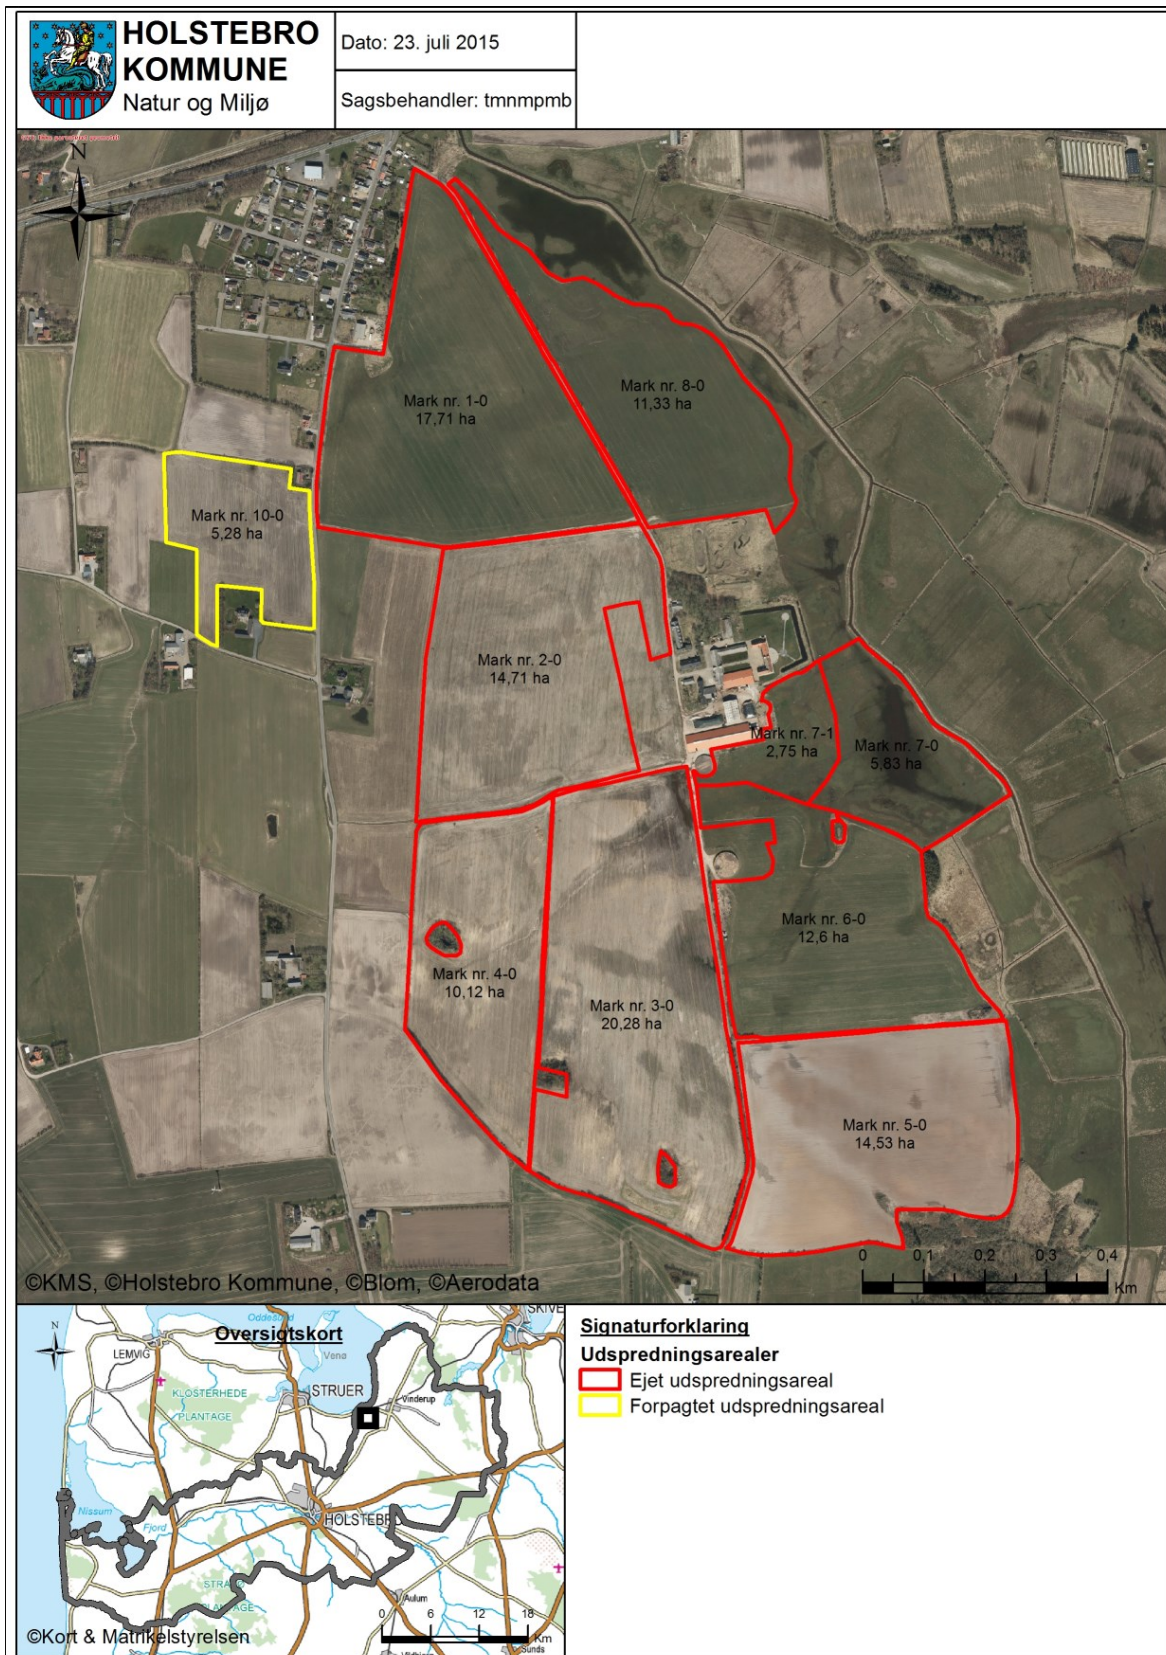 HOLSTEBRO
KOMMUNE
Natur og Miljø
Dato: 23. juli 2015
Sagsbehandler: tmnmpmb
N
Mark nr. 1-0
17,71 ha
Mark nr. 8-0
11,33 ha
Mark nr. 10-0
5,28 ha
Mark nr. 2-0
14,71 ha
Mark nr. 7-1
2,75 ha
Mark nr. 7-0
5,83 ha
Mark nr. 6-0
12,6 ha
Mark nr. 4-0
10,12 ha
Mark nr. 3-0
20,28 ha
Mark nr. 5-0
14,53 ha
0 0,1 0,2 0,3 0,4
Km
©KMS, ©Holstebro Kommune, ©Blom, ©Aerodata
Oversigtskort
N
Oddesund
SKIVE
LEMVIG
Venø
KLOSTERHEDE
PLANTAGE
STRUER
Vinderup
Nissum
Fjord
HOLSTEBRO
PLANTAGE
Aulum
0 6 12 18
Km
Sunds
©Kort & Matrikelstyrelsen
Signaturforklaring
Udspredningsarealer
Ejet udspredningsareal
Forpagtet udspredningsareal